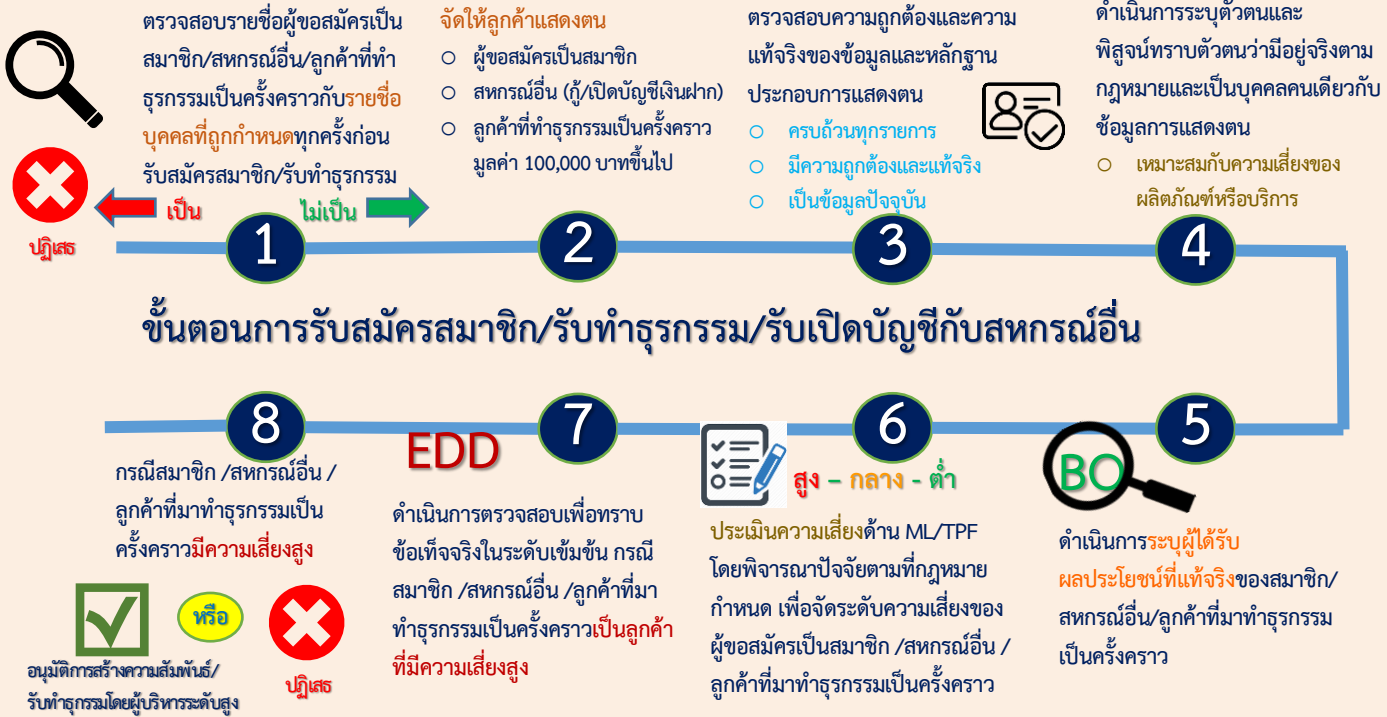 ตรวจสอบรายชื่อผู้ขอสมัครเป็น
สมาชิก/สหกรณ์อื่น/ลูกค้าที่ทำ
ธุรกรรมเป็นครั้งคราวกับรายชื่อ
บุคคลที่ถูกกำหนดทุกครั้งก่อน
รับสมัครสมาชิก/รับทำธุรกรรม
เป็น
ไม่เป็น
ปฏิเสธ
1
จัดให้ลูกค้าแสดงตน
○ ผู้ขอสมัครเป็นสมาชิก
○ สหกรณ์อื่น (กู้/เปิดบัญชีเงินฝาก)
○ ลูกค้าที่ทำธุรกรรมเป็นครั้งคราว
มูลค่า 100,000 บาทขึ้นไป
2
ตรวจสอบความถูกต้องและความ
แท้จริงของข้อมูลและหลักฐาน
ประกอบการแสดงตน
○ ครบถ้วนทุกรายการ
○ มีความถูกต้องและแท้จริง
○ เป็นข้อมูลปัจจุบัน
3
ดำเนินการระบุตัวตนและ
พิสูจน์ทราบตัวตนว่ามีอยู่จริงตาม
กฎหมายและเป็นบุคคลคนเดียวกับ
ข้อมูลการแสดงตน
○ เหมาะสมกับความเสี่ยงของ
ผลิตภัณฑ์หรือบริการ
4
ขั้นตอนการรับสมัครสมาชิก/รับทำธุรกรรม/รับเปิดบัญชีกับสหกรณ์อื่น
5
BO
ดำเนินการระบุผู้ได้รับ
ผลประโยชน์ที่แท้จริงของสมาชิก/
สหกรณ์อื่น/ลูกค้าที่มาทำธุรกรรม
เป็นครั้งคราว
6
สูง – กลาง - ต่ำ
ประเมินความเสี่ยงด้าน ML/TPF
โดยพิจารณาปัจจัยตามที่กฎหมาย
กำหนด เพื่อจัดระดับความเสี่ยงของ
ผู้ขอสมัครเป็นสมาชิก /สหกรณ์อื่น /
ลูกค้าที่มาทำธุรกรรมเป็นครั้งคราว
7
EDD
ดำเนินการตรวจสอบเพื่อทราบ
ข้อเท็จจริงในระดับเข้มข้น กรณี
สมาชิก /สหกรณ์อื่น /ลูกค้าที่มา
ทำธุรกรรมเป็นครั้งคราวเป็นลูกค้า
ที่มีความเสี่ยงสูง
8
กรณีสมาชิก /สหกรณ์อื่น /
ลูกค้าที่มาทำธุรกรรมเป็น
ครั้งคราวมีความเสี่ยงสูง
หรือ
อนุมัติการสร้างความสัมพันธ์/
รับทำธุกรรมโดยผู้บริหารระดับสูง
ปฏิเสธ